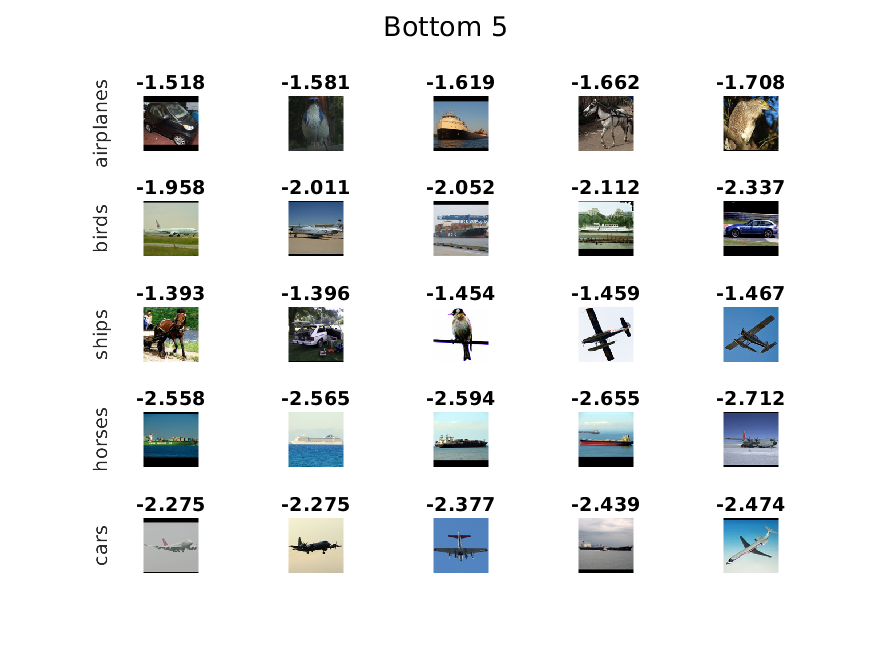 Bottom 5
-1.518 -1.581 -1.619 -1.662 -1.708
airplanes
-1.958 -2.011 -2.052 -2.112 -2.337
birds
-1.393 -1.396 -1.454 -1.459 -1.467
ships
-2.558 -2.565 -2.594 -2.655 -2.712
horses
-2.275 -2.275 -2.377 -2.439 -2.474
cars